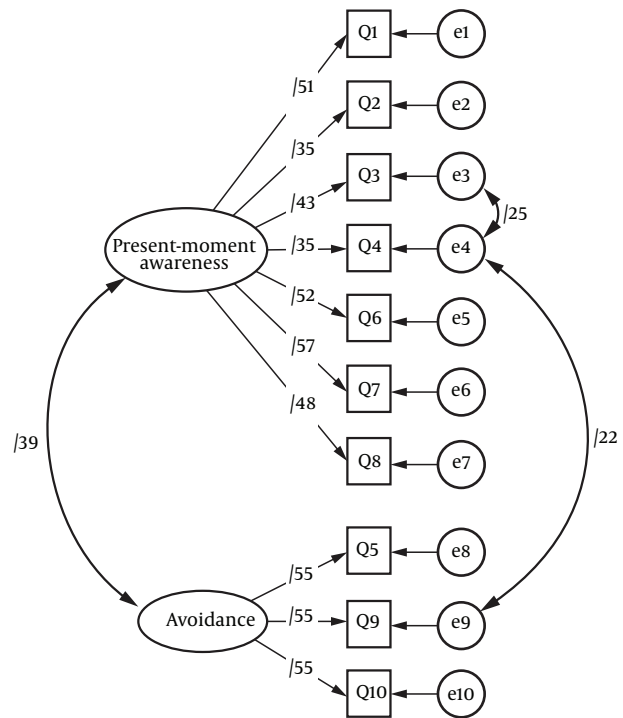 Q1
e1
/51
Q2
e2
/35
Q3
e3
/43
/25
Present-moment
awareness
/35
Q4
e4
/52
Q6
e5
/57
Q7
e6
/48
Q8
e7
/39
/22
Q5
e8
/55
Avoidance
/55
Q9
e9
/55
Q10
e10